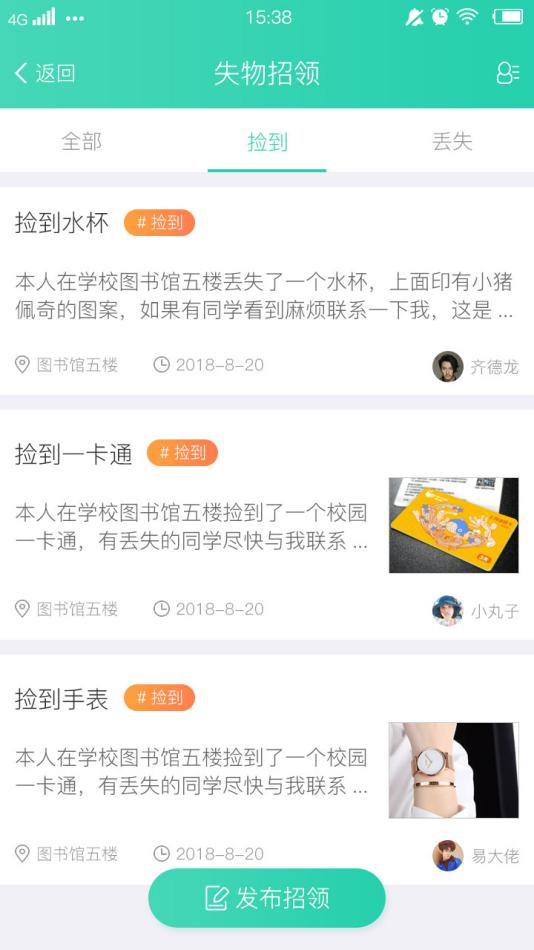 4G 15:38
返回 失物招领
全部 捡到 丢失
捡到水杯 # 捡到
本人在学校图书馆五楼丢失了一个水杯，上面印有小猪
佩奇的图案，如果有同学看到麻烦联系一下我，这是 ...
图书馆五楼 2018-8-20 齐德龙
捡到一卡通 # 捡到
本人在学校图书馆五楼捡到了一个校园
一卡通，有丢失的同学尽快与我联系 ...
图书馆五楼 2018-8-20 小丸子
捡到手表 # 捡到
本人在学校图书馆五楼捡到了一个校园
一卡通，有丢失的同学尽快与我联系 ...
图书馆五楼 2018-8-20 易大佬
发布招领